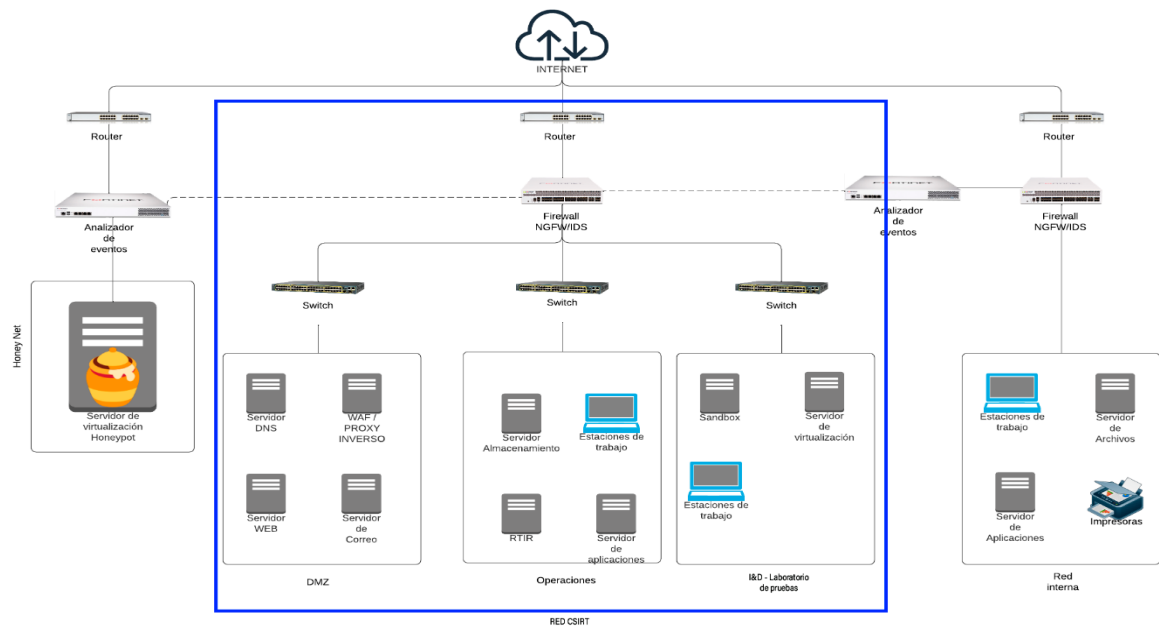 INTERNET
Router
Router
Router
FORTINET
Analizador
de
eventos
Firewall
NGFW/IDS
Analizador
de
eventos
Firewall
NGFW/IDS
Switch
Switch
Switch
Honey Net
Servidor de
virtualización
Honeypot
Servidor
DNS
WAF /
PROXY
INVERSO
Servidor
WEB
Servidor
de
Correo
DMZ
Servidor
Almacenamiento
Estaciones de
trabajo
RTIR
Servidor
de
aplicaciones
Operaciones
Sandbox
Servidor
de
virtualización
Estaciones de
trabajo
I&D - Laboratorio
de pruebas
Estaciones de
trabajo
Servidor
de
Archivos
Servidor
de
Aplicaciones
Impresoras
Red
interna
RED CSIRT